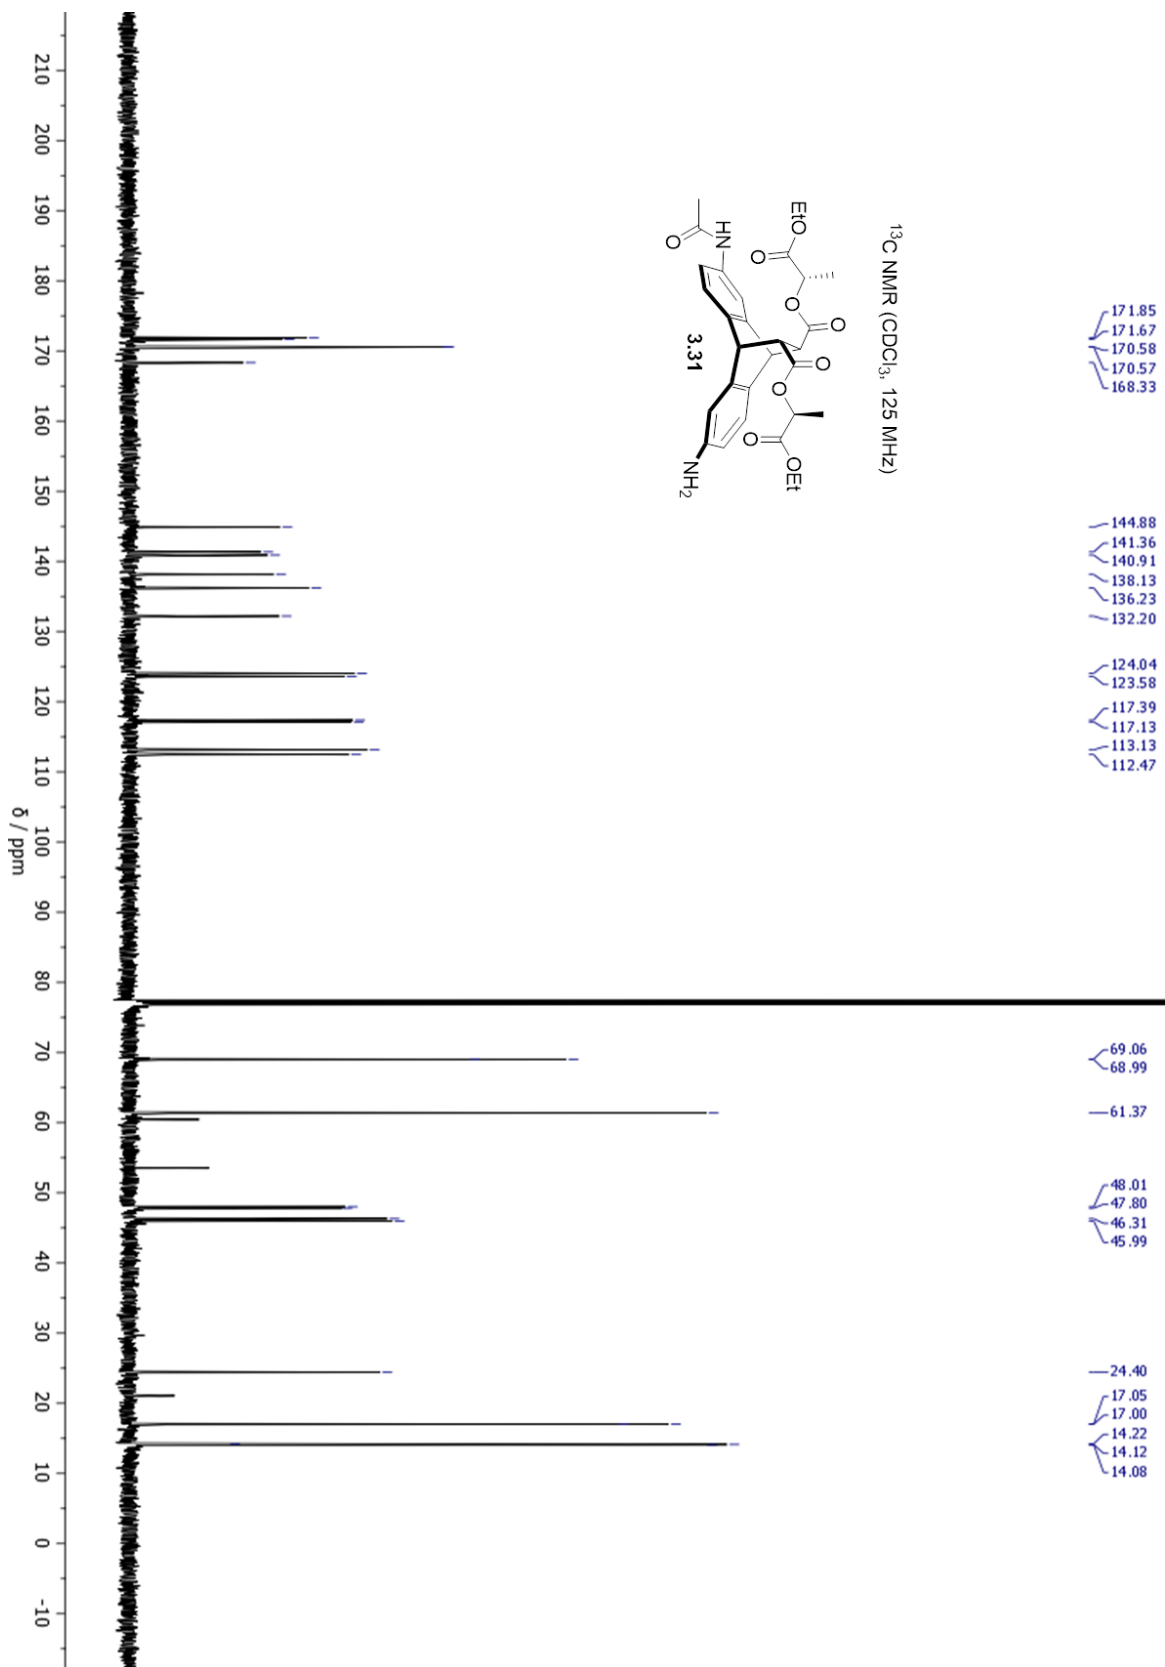 ¹³C NMR (CDCl₃, 125 MHz)
EtO
O
O
O
O
O
O
OEt
HN
O
NH₂
3.31
171.85
171.67
170.58
170.57
168.33
144.88
141.36
140.91
138.13
136.23
132.20
124.04
123.58
117.39
117.13
113.13
112.47
69.06
68.99
61.37
48.01
47.80
46.31
45.99
24.40
17.05
17.00
14.22
14.12
14.08
210 200 190 180 170 160 150 140 130 120 110 100 90 80 70 60 50 40 30 20 10 0 -10
δ / ppm